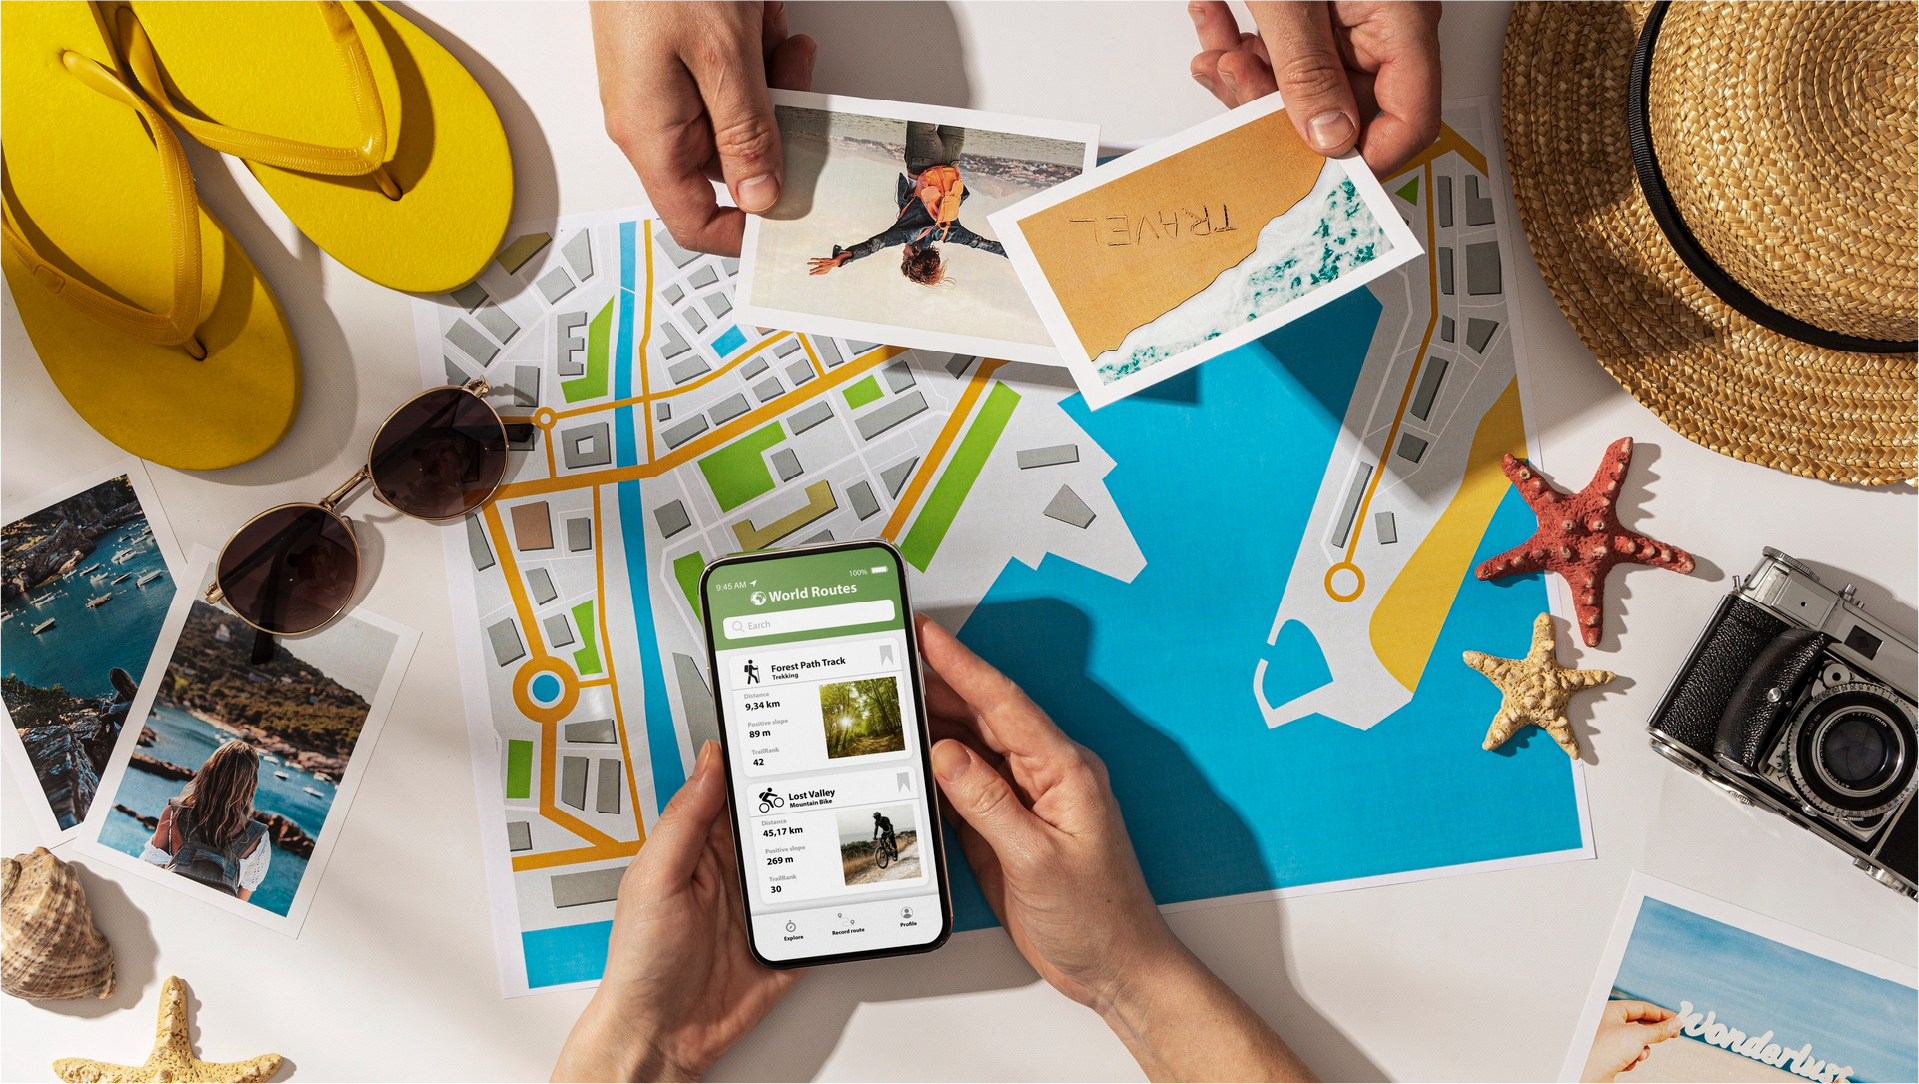 TRAVEL
9:45 AM
100%
World Routes
Earch
Forest Path Track
Trekking
Distance
9,34 km
Positive slope
89 m
TrailRank
42
Lost Valley
Mountain Bike
Distance
45,17 km
Positive slope
269 m
TrailRank
30
Explore
Record route
Profile
Wanderlust